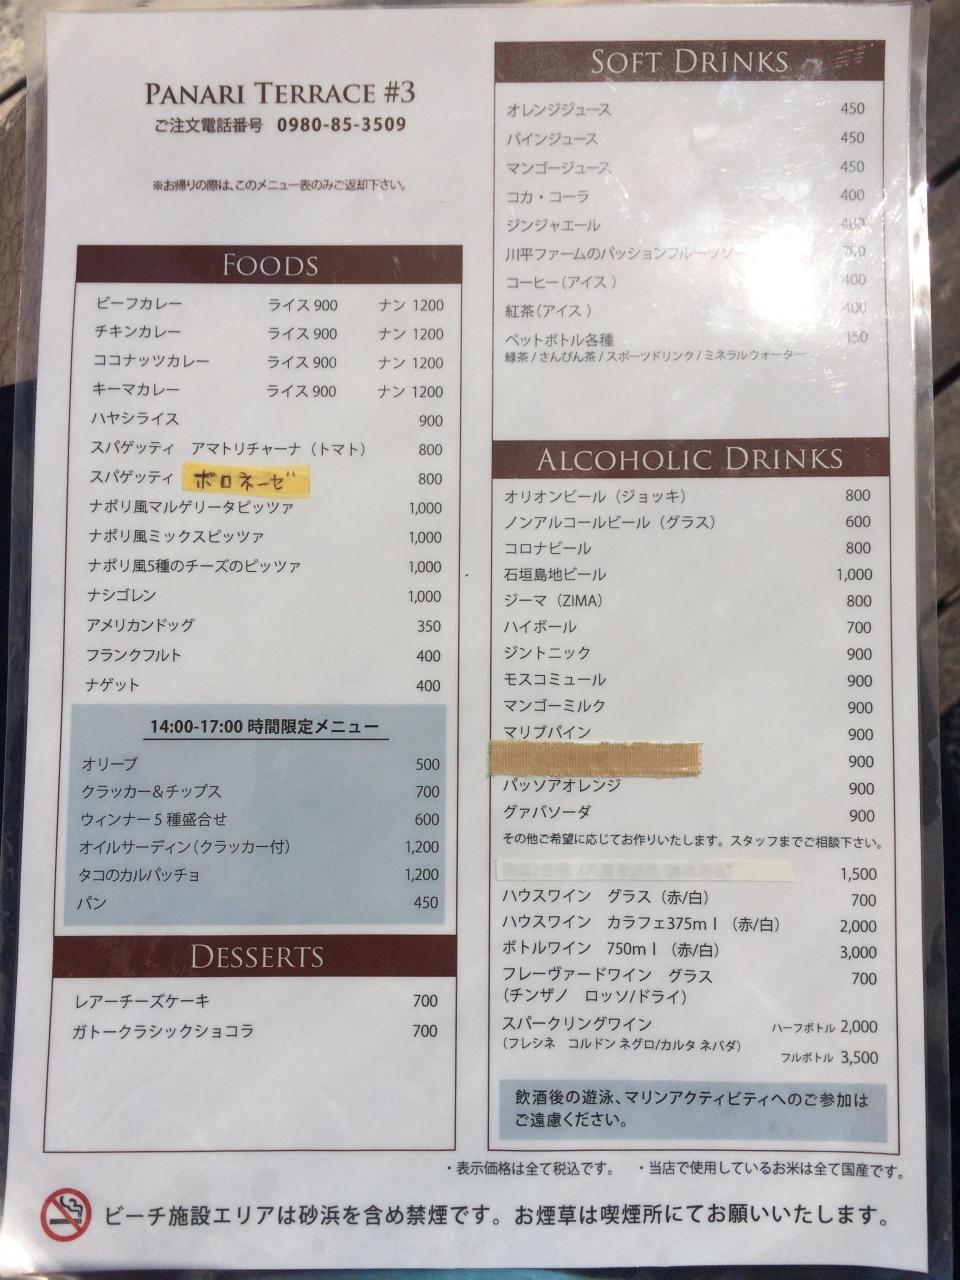 PANARI TERRACE #3
ご注文電話番号 0980-85-3509
※お帰りの際は、このメニュー表のみご返却下さい。
FOODS
ビーフカレー ライス 900 ナン 1200
チキンカレー ライス 900 ナン 1200
ココナッツカレー ライス 900 ナン 1200
キーマカレー ライス 900 ナン 1200
ハヤシライス 900
スパゲッティ アマトリチャーナ（トマト） 800
スパゲッティ ボロネーゼ 800
ナポリ風マルゲリータピッツァ 1,000
ナポリ風ミックスピッツァ 1,000
ナポリ風5種のチーズのピッツァ 1,000
ナシゴレン 1,000
アメリカンドッグ 350
フランクフルト 400
ナゲット 400
14:00-17:00 時間限定メニュー
オリーブ 500
クラッカー＆チップス 700
ウィンナー 5 種盛合せ 600
オイルサーディン（クラッカー付） 1,200
タコのカルパッチョ 1,200
パン 450
DESSERTS
レアーチーズケーキ 700
ガトークラシックショコラ 700
SOFT DRINKS
オレンジジュース 450
パインジュース 450
マンゴージュース 450
コカ・コーラ 400
ジンジャエール 400
川平ファームのパッションフルーツソー 700
コーヒー（アイス） 400
紅茶（アイス） 400
ペットボトル各種 150
緑茶 / さんぴん茶 / スポーツドリンク / ミネラルウォーター
ALCOHOLIC DRINKS
オリオンビール（ジョッキ） 800
ノンアルコールビール（グラス） 600
コロナビール 800
石垣島地ビール 1,000
ジーマ（ZIMA） 800
ハイボール 700
ジントニック 900
モスコミュール 900
マンゴーミルク 900
マリブパイン 900
900
パッソアオレンジ 900
グァバソーダ 900
その他ご希望に応じてお作りいたします。スタッフまでご相談下さい。
1,500
ハウスワイン グラス（赤/白） 700
ハウスワイン カラフェ375ｍｌ（赤/白） 2,000
ボトルワイン 750ｍｌ（赤/白） 3,000
フレーヴァードワイン グラス 700
（チンザノ ロッソ/ドライ）
スパークリングワイン ハーフボトル 2,000
（フレシネ コルドン ネグロ/カルタ ネバダ）
フルボトル 3,500
飲酒後の遊泳、マリンアクティビティへのご参加は
ご遠慮ください。
・表示価格は全て税込です。 ・当店で使用しているお米は全て国産です。
ビーチ施設エリアは砂浜を含め禁煙です。お煙草は喫煙所にてお願いいたします。